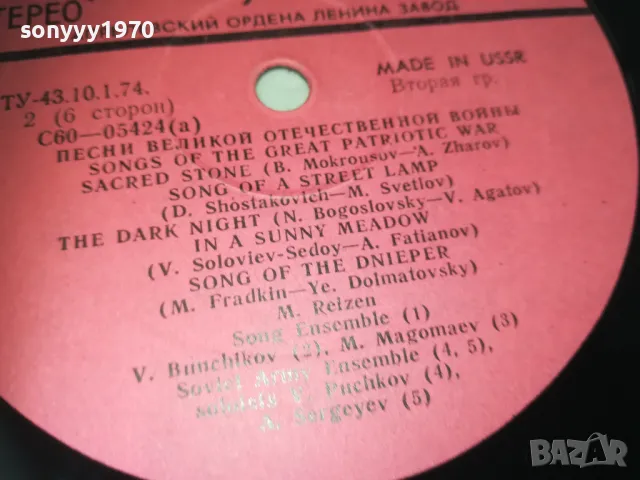 sonyyy1970
ТЕРЕО
ВСКИЙ ОРДЕНА ЛЕНИНА ЗАВОД
MADE IN USSR
Вторая гр.
ТУ-43.10.1.74.
2 (6 сторон)
С60—05424(а)
ПЕСНИ ВЕЛИКОЙ ОТЕЧЕСТВЕННОЙ ВОЙНЫ
SONGS OF THE GREAT PATRIOTIC WAR
SACRED STONE (B. Mokrousov—A. Zharov)
SONG OF A STREET LAMP
(D. Shostakovich—M. Svetlov)
THE DARK NIGHT (N. Bogoslovsky—V. Agatov)
IN A SUNNY MEADOW
(V. Soloviev-Sedoy—A. Fatianov)
SONG OF THE DNIEPER
(M. Fradkin—Ye. Dolmatovsky)
M. Reizen
Song Ensemble (1)
V. Bunchikov (2), M. Magomaev (3)
Soviet Army Ensemble (4, 5),
soloists Puchkov (4),
A. Sergeyev (5)
BAZAR
bazar.bg